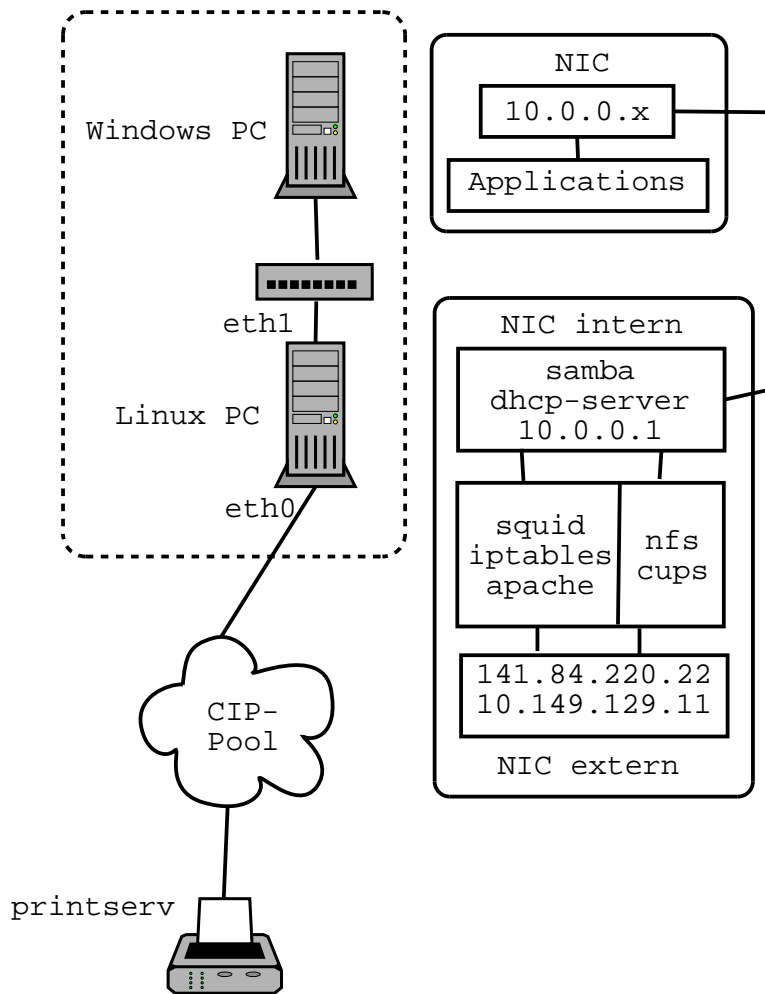 Windows PC
eth1
Linux PC
eth0
CIP-
Pool
printserv
NIC
10.0.0.x
Applications
NIC intern
samba
dhcp-server
10.0.0.1
squid
iptables
apache
nfs
cups
141.84.220.22
10.149.129.11
NIC extern